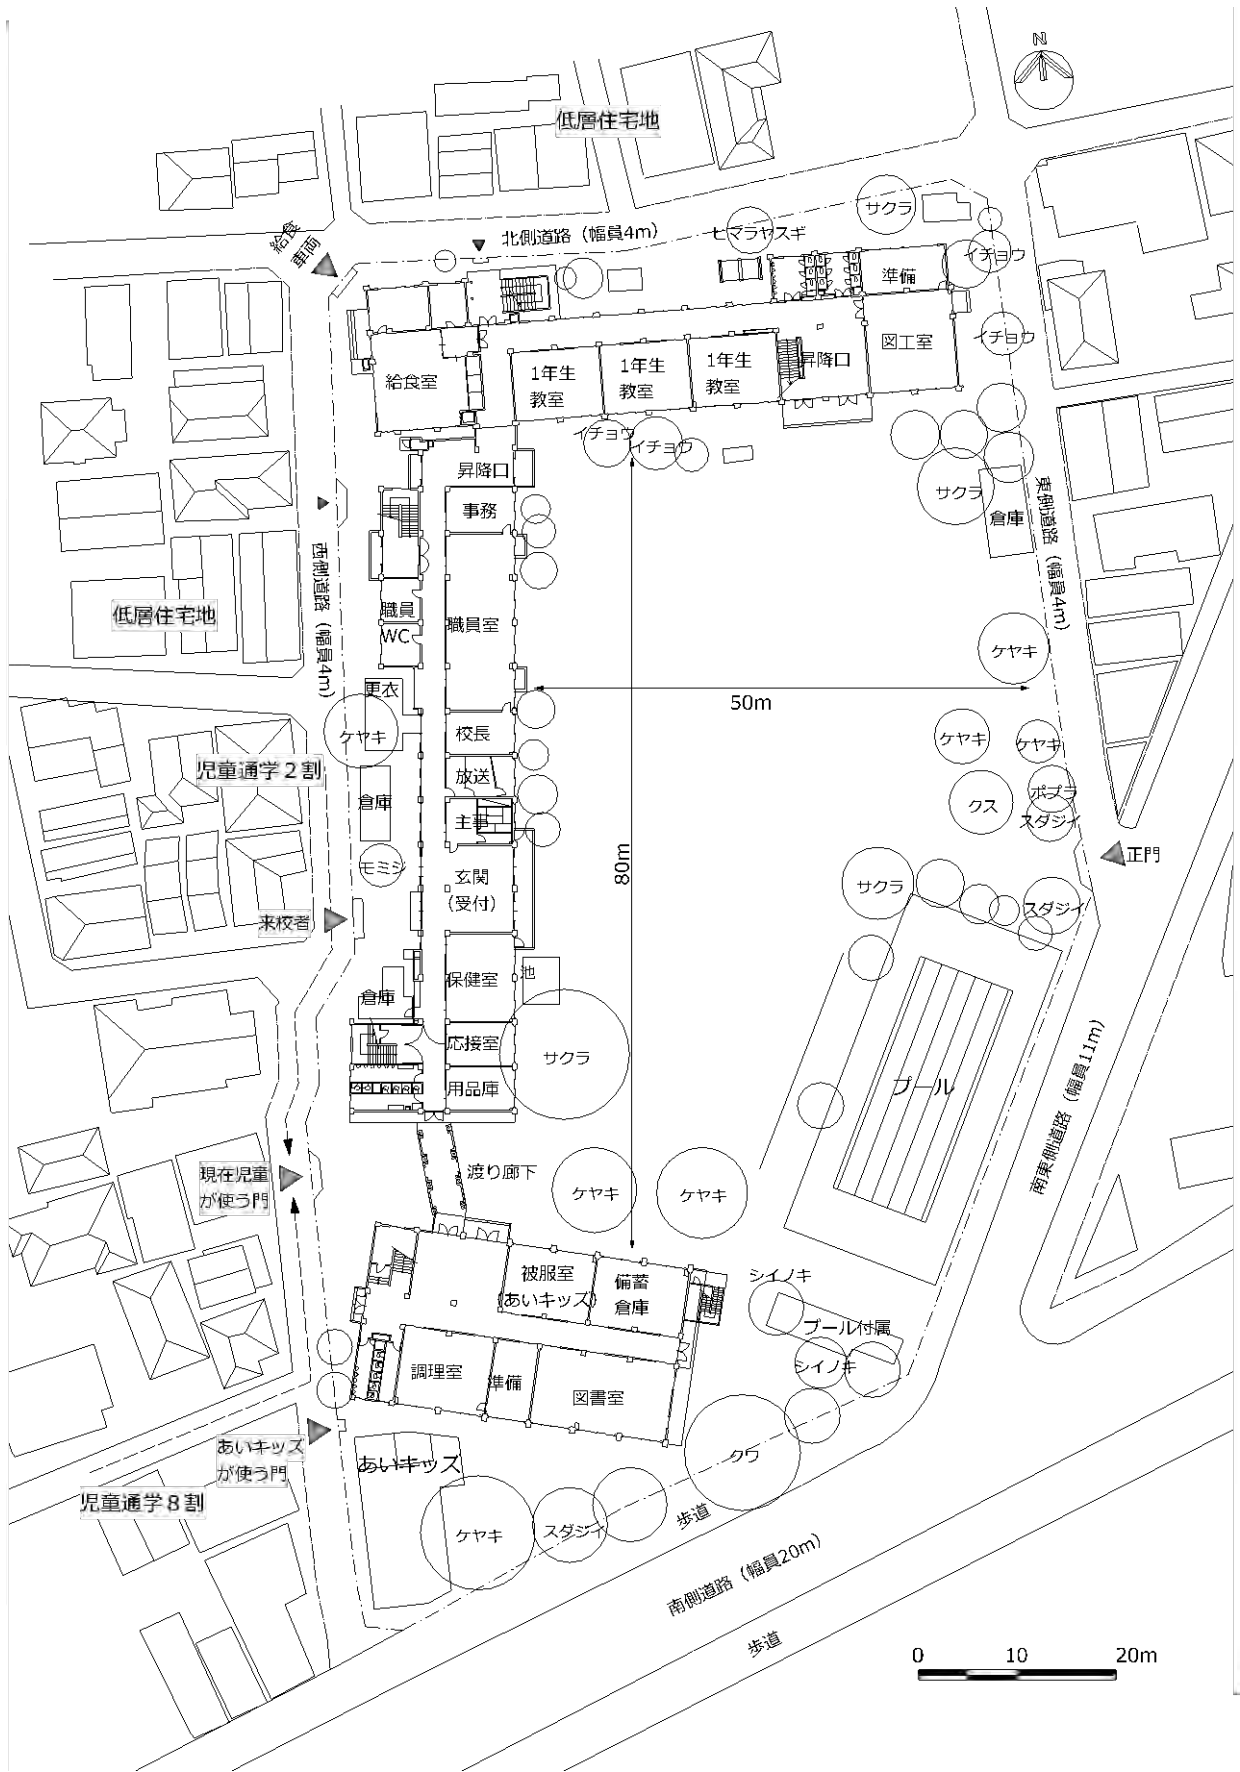 N
低層住宅地
サクラ
給食
車両
北側道路（幅員4m）
ヒマラヤスギ
イチョウ
準備
イチョウ
図工室
昇降口
1年生
教室
1年生
教室
1年生
教室
給食室
イチョウ
イチョウ
昇降口
サクラ
事務
倉庫
東側道路（幅員4m）
西側道路（幅員4m）
低層住宅地
職員
WC
職員室
ケヤキ
更衣
50m
ケヤキ
校長
ケヤキ
ケヤキ
児童通学２割
放送
倉庫
主事
クス
ポプラ
スダジイ
正門
80m
モミジ
玄関
（受付）
サクラ
スダジイ
来校者
保健室
池
倉庫
応接室
サクラ
用品庫
プール
南東側道路（幅員11m）
渡り廊下
現在児童
が使う門
ケヤキ
ケヤキ
被服室
(あいキッズ)
備蓄
倉庫
シイノキ
プール付属
シイノキ
調理室
準備
図書室
あいキッズ
が使う門
あいキッズ
クワ
児童通学８割
ケヤキ
スダジイ
歩道
南側道路（幅員20m）
歩道
0 10 20m